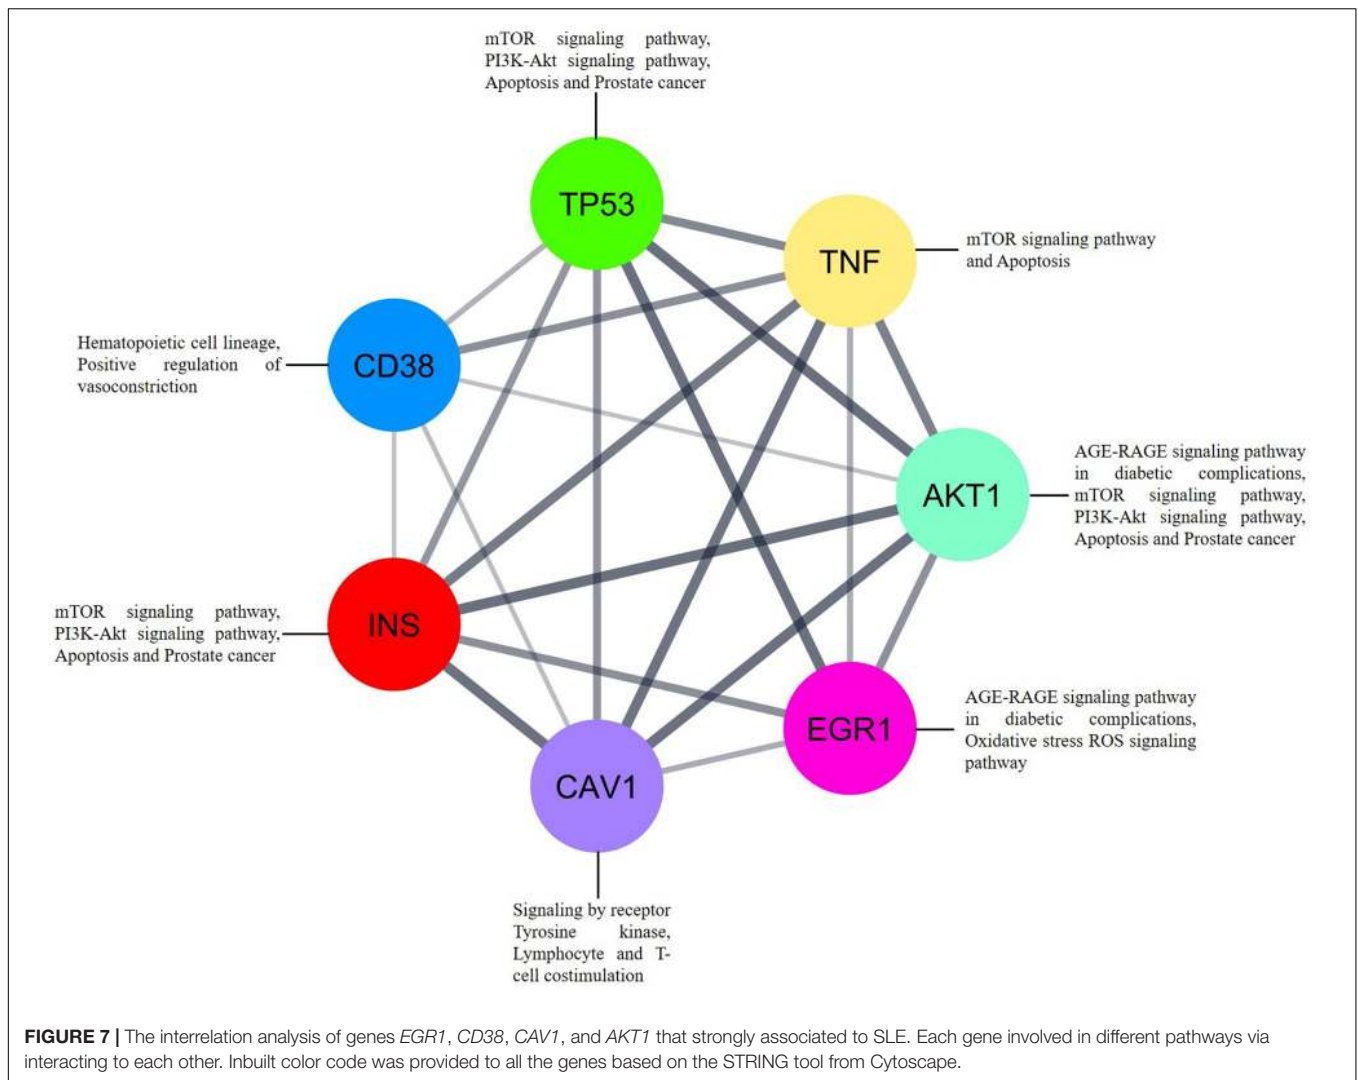 mTOR signaling pathway,
PI3K-Akt signaling pathway,
Apoptosis and Prostate cancer
TP53
TNF
mTOR signaling pathway
and Apoptosis
Hematopoietic cell lineage,
Positive regulation of
vasoconstriction
CD38
AKT1
AGE-RAGE signaling pathway
in diabetic complications,
mTOR signaling pathway,
PI3K-Akt signaling pathway,
Apoptosis and Prostate cancer
mTOR signaling pathway,
PI3K-Akt signaling pathway,
Apoptosis and Prostate cancer
INS
EGR1
AGE-RAGE signaling pathway
in diabetic complications,
Oxidative stress ROS signaling
pathway
CAV1
Signaling by receptor
Tyrosine kinase,
Lymphocyte and T-
cell costimulation
FIGURE 7 | The interrelation analysis of genes EGR1, CD38, CAV1, and AKT1 that strongly associated to SLE. Each gene involved in different pathways via
interacting to each other. Inbuilt color code was provided to all the genes based on the STRING tool from Cytoscape.